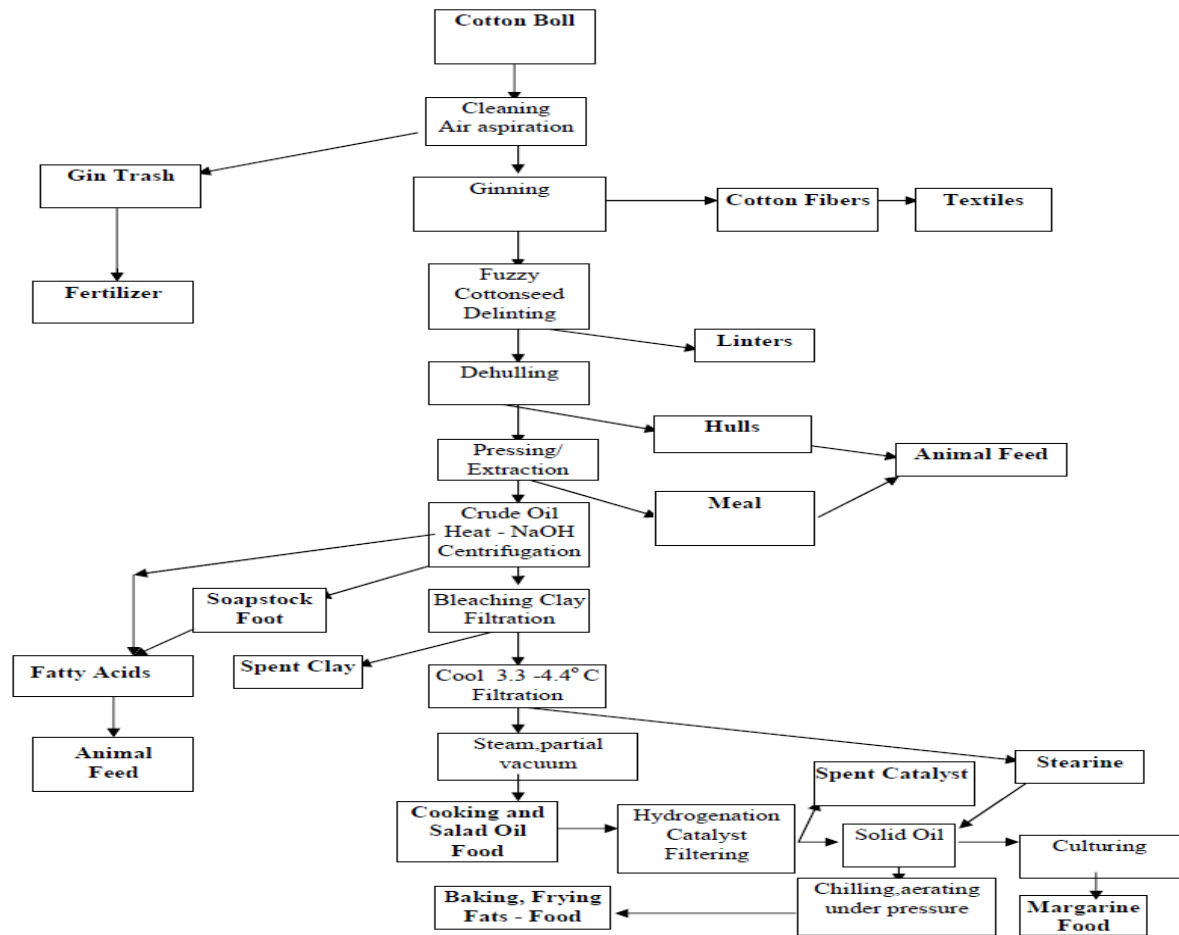 Cotton Boll
Cleaning
Air aspiration
Gin Trash
Ginning
Cotton Fibers
Textiles
Fertilizer
Fuzzy
Cottonseed
Delinting
Linters
Dehulling
Hulls
Pressing/
Extraction
Animal Feed
Meal
Crude Oil
Heat - NaOH
Centrifugation
Soapstock
Foot
Bleaching Clay
Filtration
Fatty Acids
Spent Clay
Cool 3.3 -4.4° C
Filtration
Animal
Feed
Steam,partial
vacuum
Stearine
Spent Catalyst
Cooking and
Salad Oil
Food
Hydrogenation
Catalyst
Filtering
Solid Oil
Culturing
Baking, Frying
Fats - Food
Chilling,aerating
under pressure
Margarine
Food